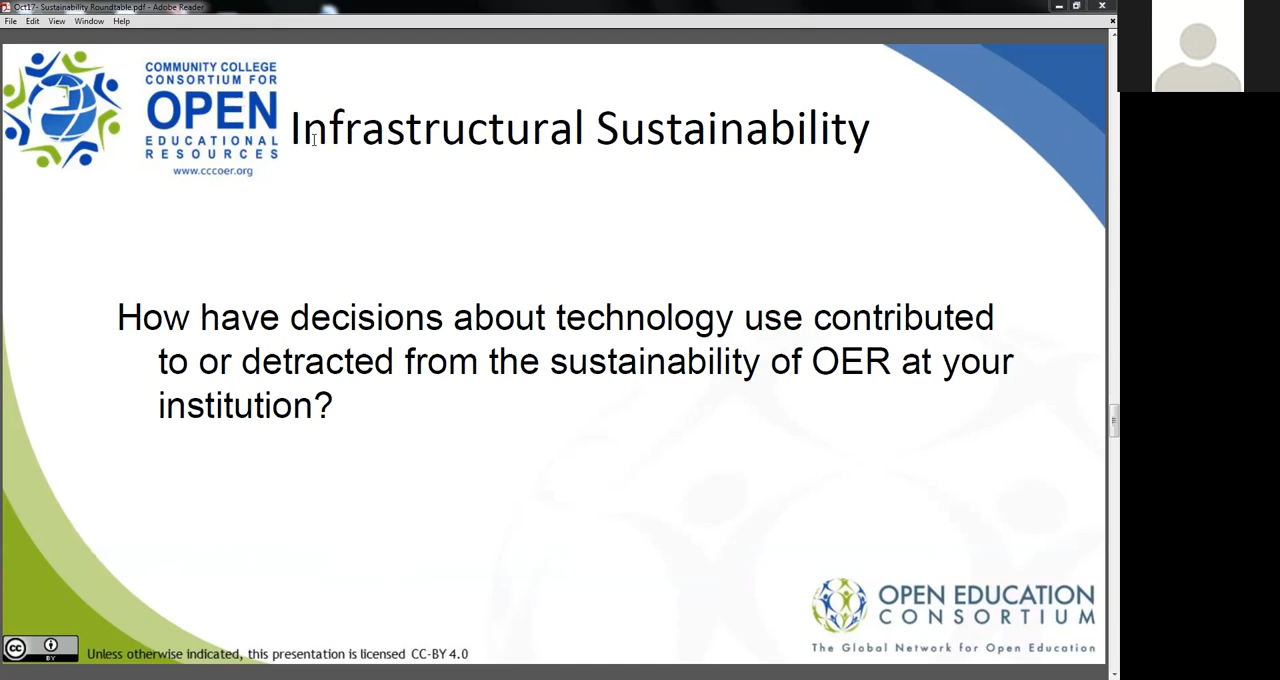 Oct17- Sustainability Roundtable.pdf - Adobe Reader
File Edit View Window Help
COMMUNITY COLLEGE
CONSORTIUM FOR
OPEN
EDUCATIONAL
RESOURCES
www.cccoer.org
Infrastructural Sustainability
How have decisions about technology use contributed
to or detracted from the sustainability of OER at your
institution?
OPEN EDUCATION
CONSORTIUM
The Global Network for Open Education
cc
BY
Unless otherwise indicated, this presentation is licensed CC-BY 4.0